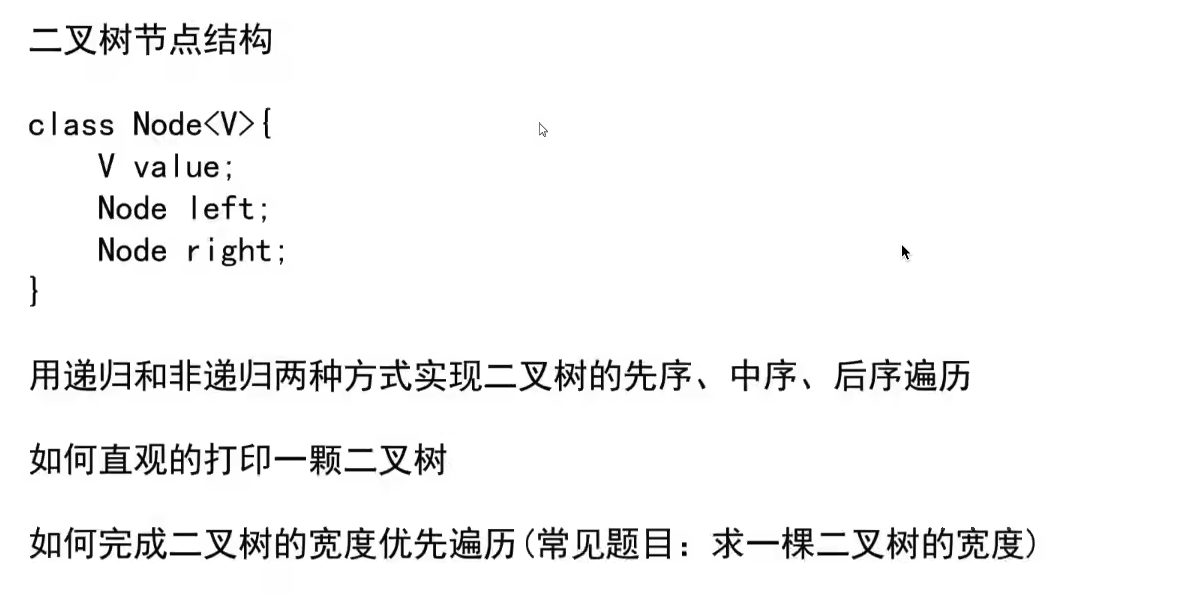 二叉树节点结构
class Node<V>{
    V value;
    Node left;
    Node right;
}
用递归和非递归两种方式实现二叉树的先序、中序、后序遍历
如何直观的打印一颗二叉树
如何完成二叉树的宽度优先遍历(常见题目：求一棵二叉树的宽度)